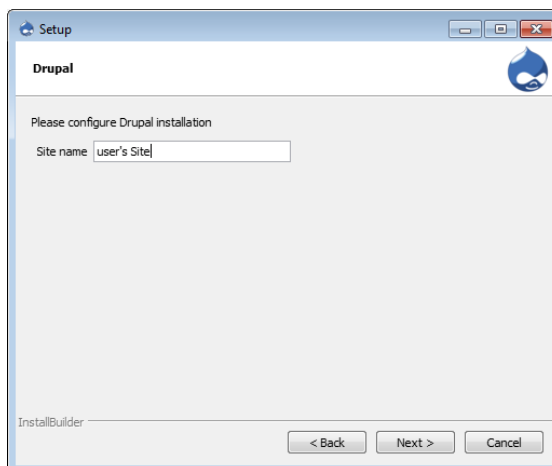 Setup
Drupal
Please configure Drupal installation
Site name user's Site
InstallBuilder
< Back Next > Cancel